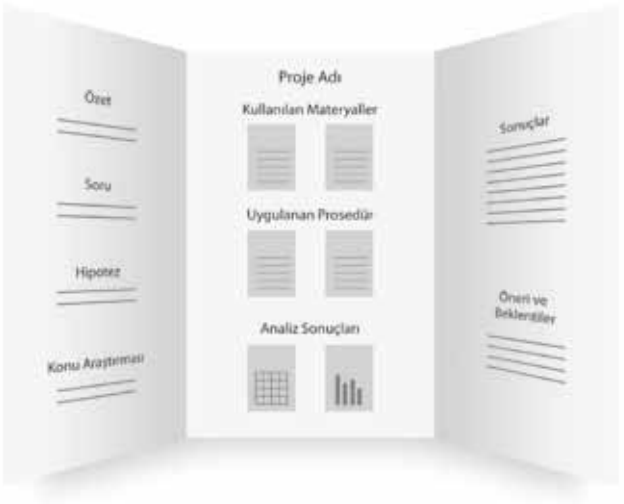 Özet
Soru
Hipotez
Konu Araştırması
Proje Adı
Kullanılan Materyaller
Uygulanan Prosedür
Analiz Sonuçları
Sonuçlar
Öneri ve
Beklentiler